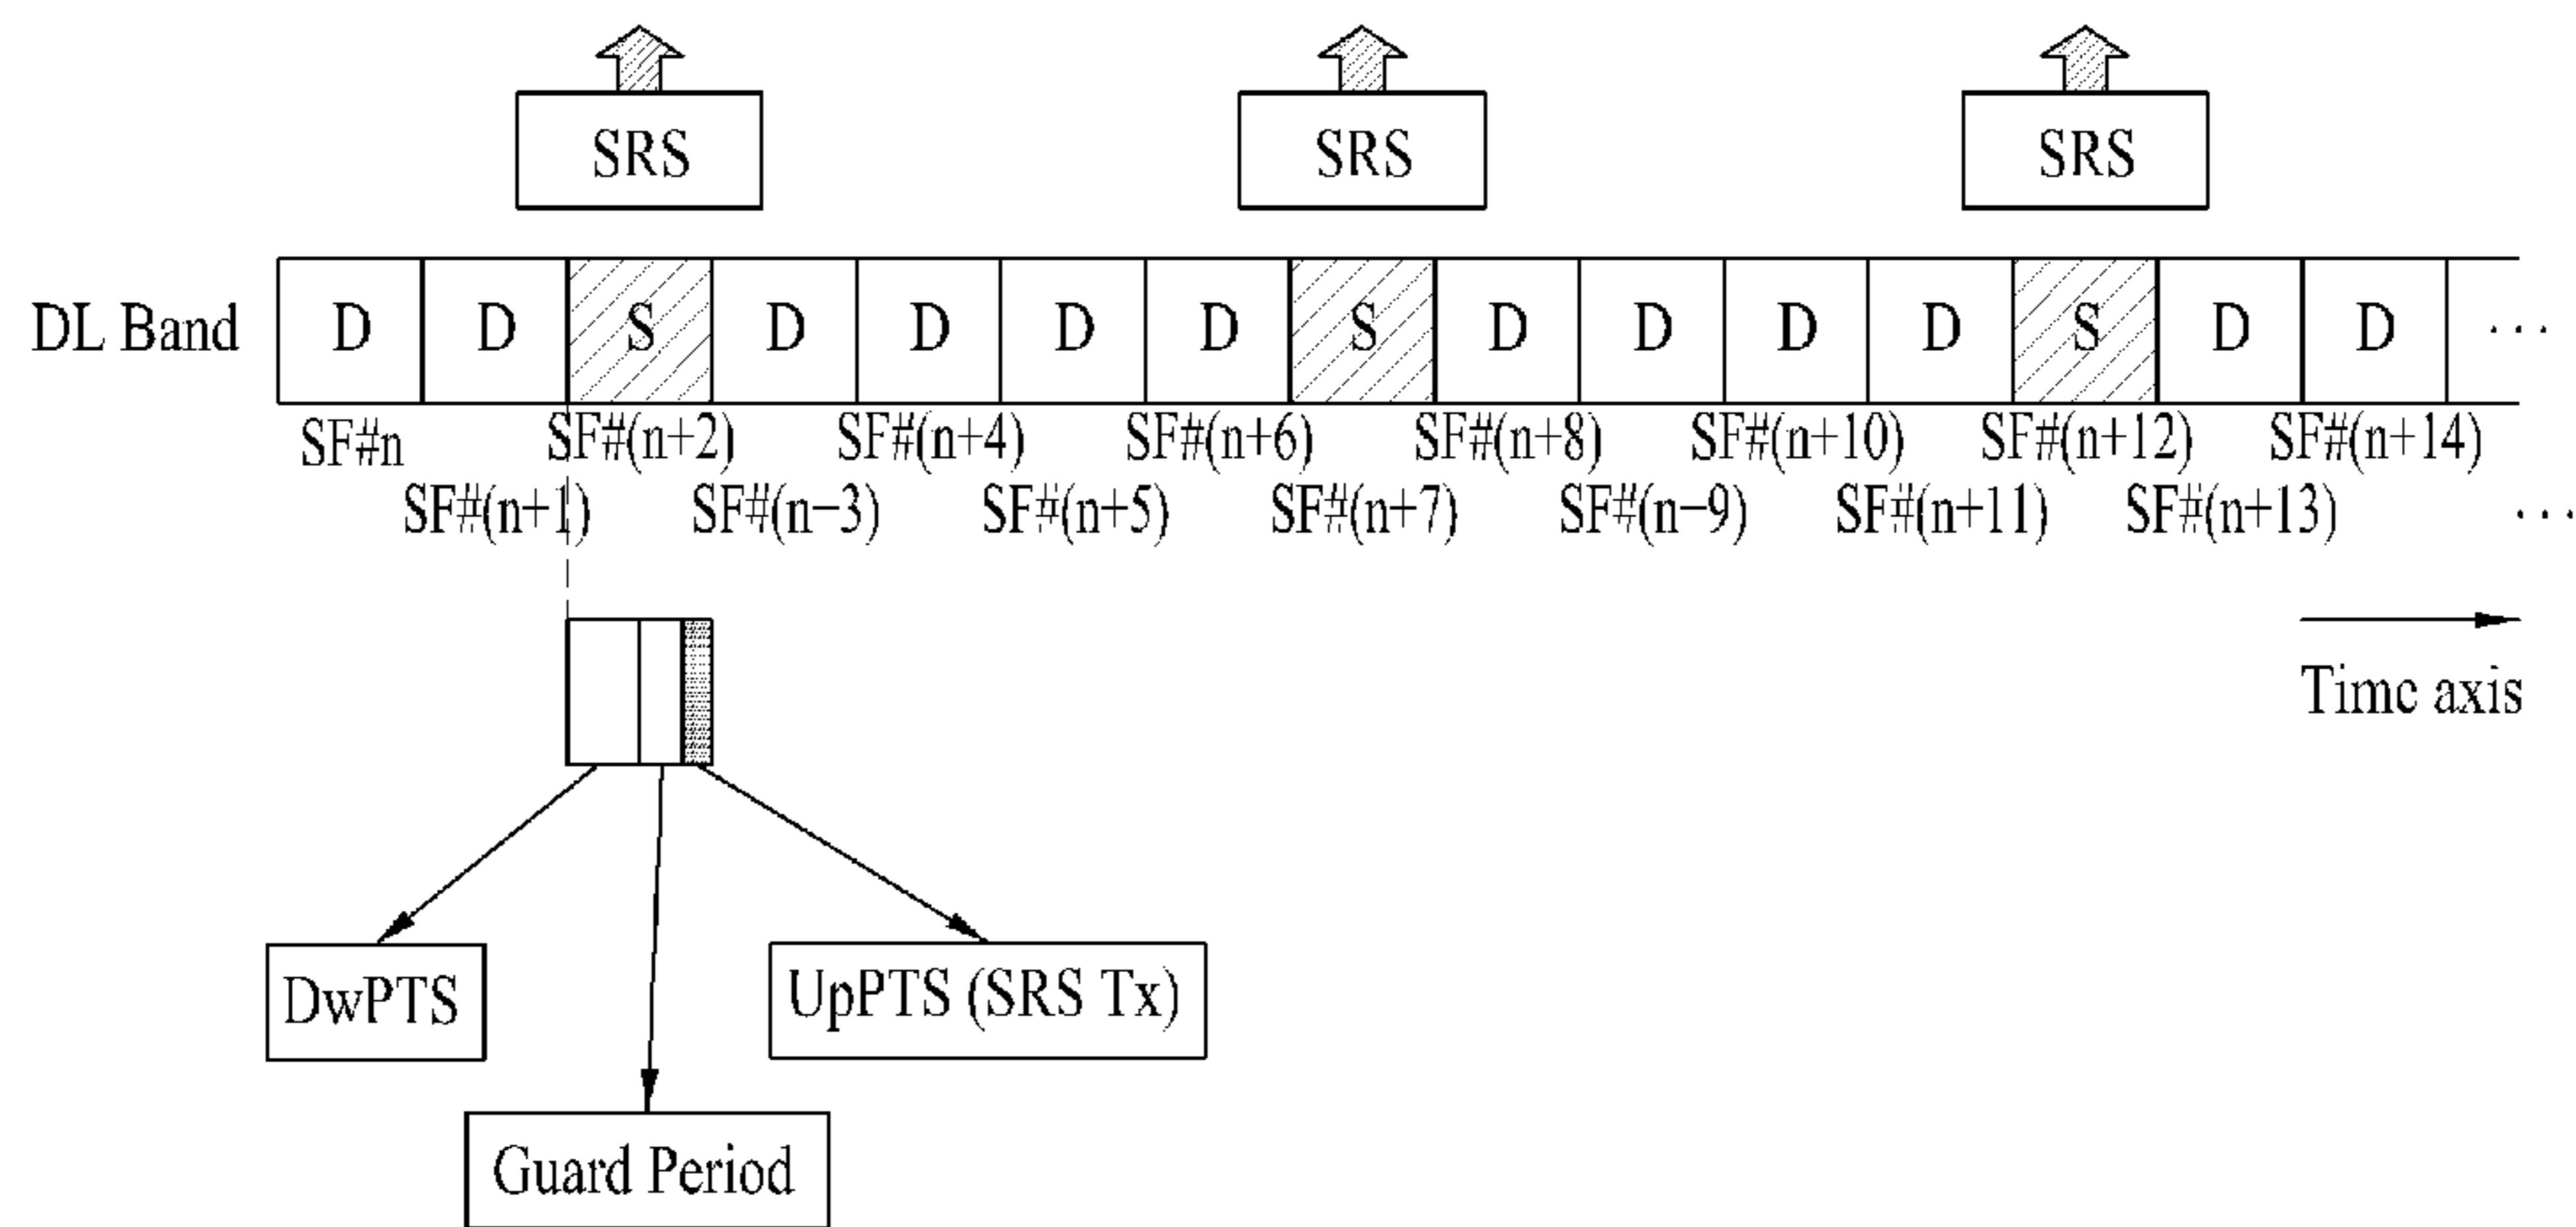 SRS SRS SRS
DL Band D D S D D D D S D D D D S D D ···
SF#n SF#(n+2) SF#(n+4) SF#(n+6) SF#(n+8) SF#(n+10) SF#(n+12) SF#(n+14)
SF#(n+1) SF#(n−3) SF#(n+5) SF#(n+7) SF#(n−9) SF#(n+11) SF#(n+13) ···
Time axis
DwPTS UpPTS (SRS Tx)
Guard Period